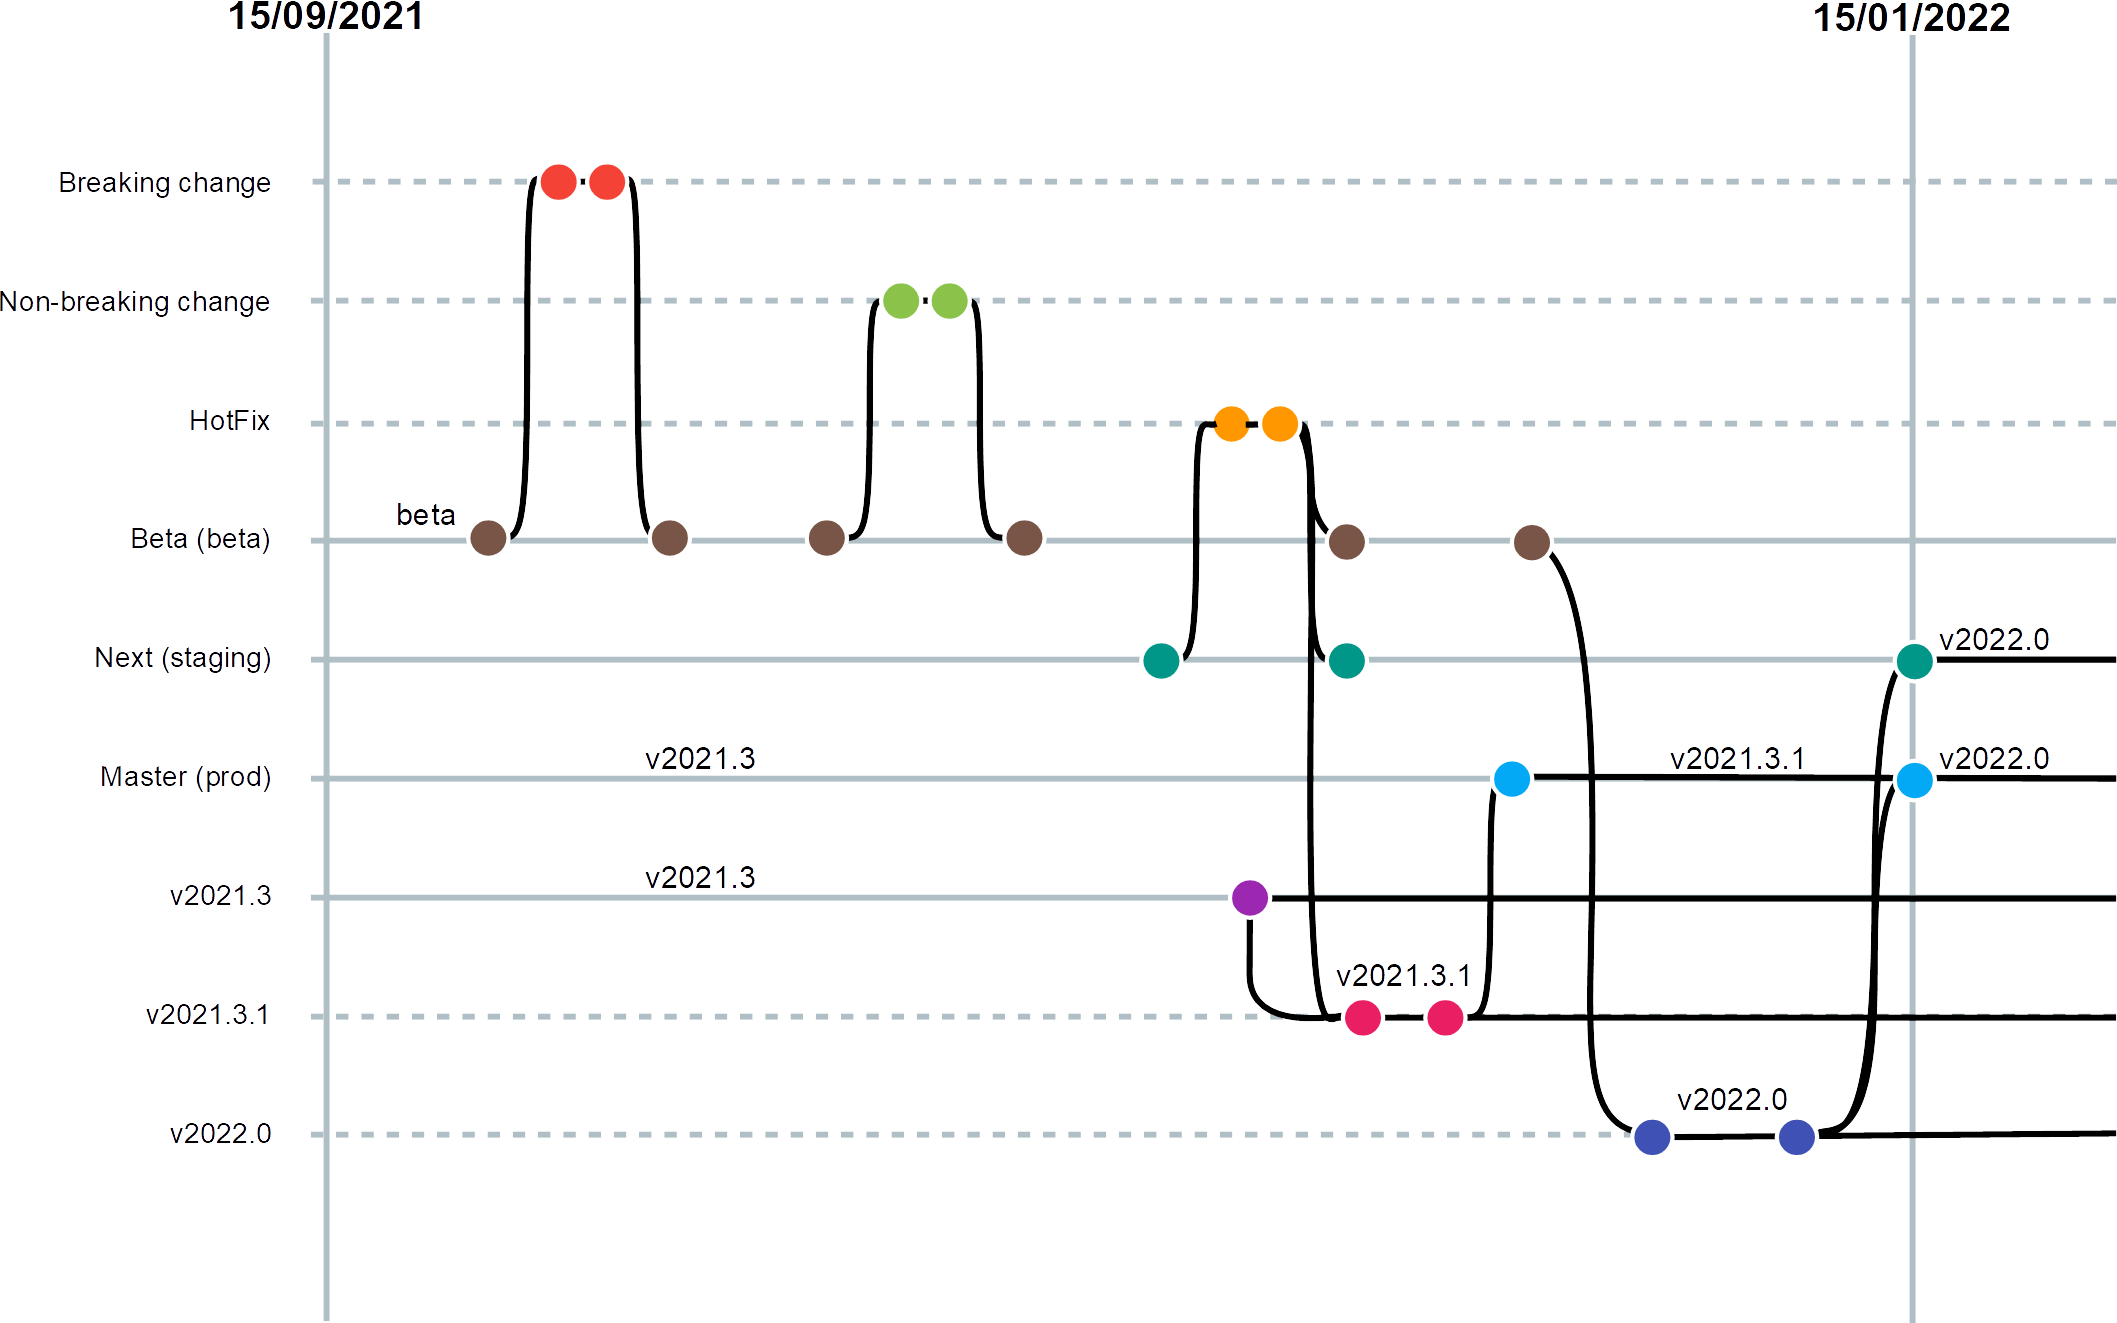 15/09/2021
15/01/2022
Breaking change
Non-breaking change
HotFix
beta
Beta (beta)
v2022.0
Next (staging)
v2021.3
v2021.3.1
v2022.0
Master (prod)
v2021.3
v2021.3
v2021.3.1
v2021.3.1
v2022.0
v2022.0